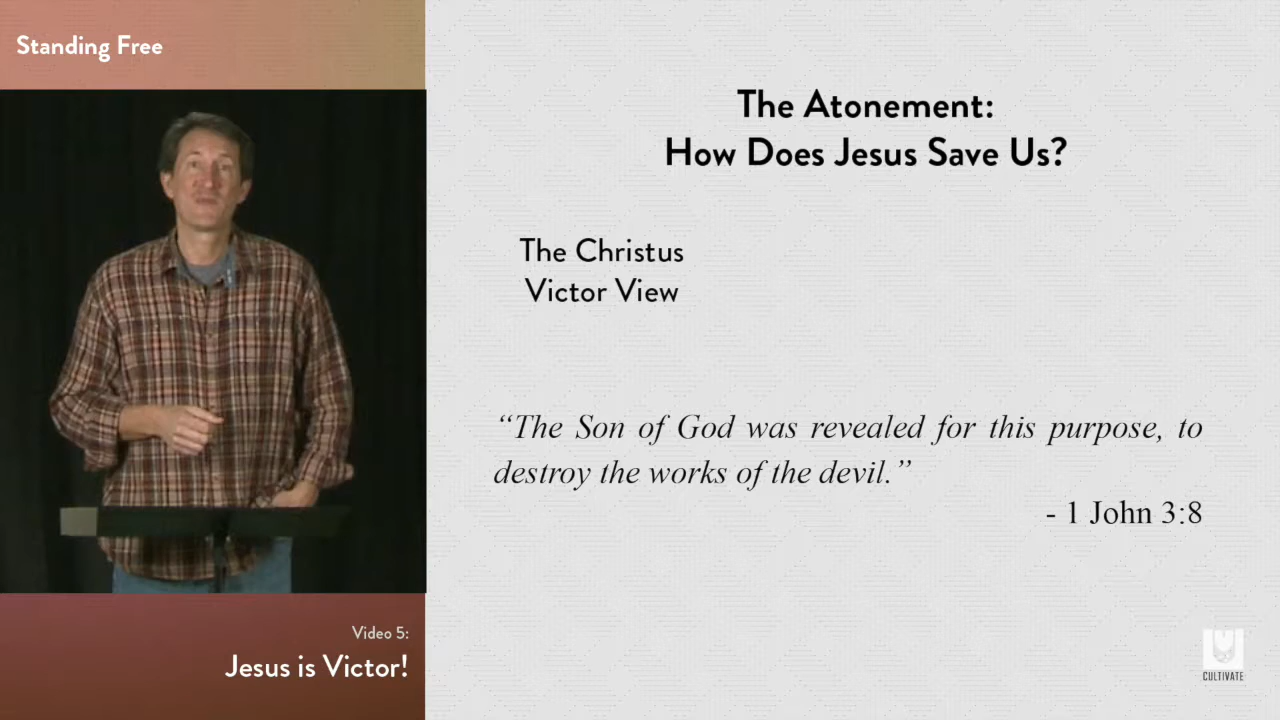 Standing Free
The Atonement:
How Does Jesus Save Us?
The Christus
Victor View
“The Son of God was revealed for this purpose, to
destroy the works of the devil.”
- 1 John 3:8
Video 5:
Jesus is Victor!
CULTIVATE